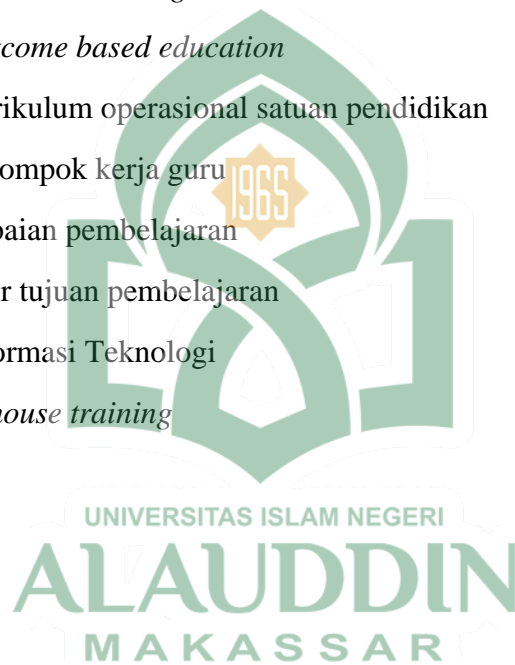 come based education
rikulum operasional satuan pendidikan
ompok kerja guru
1965
paian pembelajaran
r tujuan pembelajaran
ormasi Teknologi
house training
UNIVERSITAS ISLAM NEGERI
ALAUDDIN
MAKASSAR